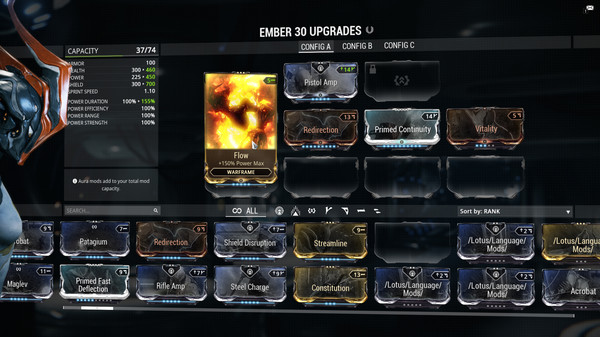 EMBER 30 UPGRADES
CONFIG A CONFIG B CONFIG C
CAPACITY 37/74
ARMOR 100
HEALTH 300 • 460
POWER 225 • 450
SHIELD 300 • 700
SPRINT SPEED 1.10
POWER DURATION 100% • 155%
POWER EFFICIENCY 100%
POWER RANGE 100%
POWER STRENGTH 100%
Aura mods add to your total mod capacity.
Flow
+150% Power Max
WARFRAME
Pistol Amp
Redirection
Primed Continuity
Vitality
SEARCH...
ALL
Sort by: RANK
Patagium
Redirection
Shield Disruption
Streamline
/Lotus/Language/
Mods/
/Lotus/Language/
Mods/
Maglev
Primed Fast
Deflection
Rifle Amp
Steel Charge
Constitution
/Lotus/Language/
Mods/
/Lotus/Language/
Mods/
Acrobat